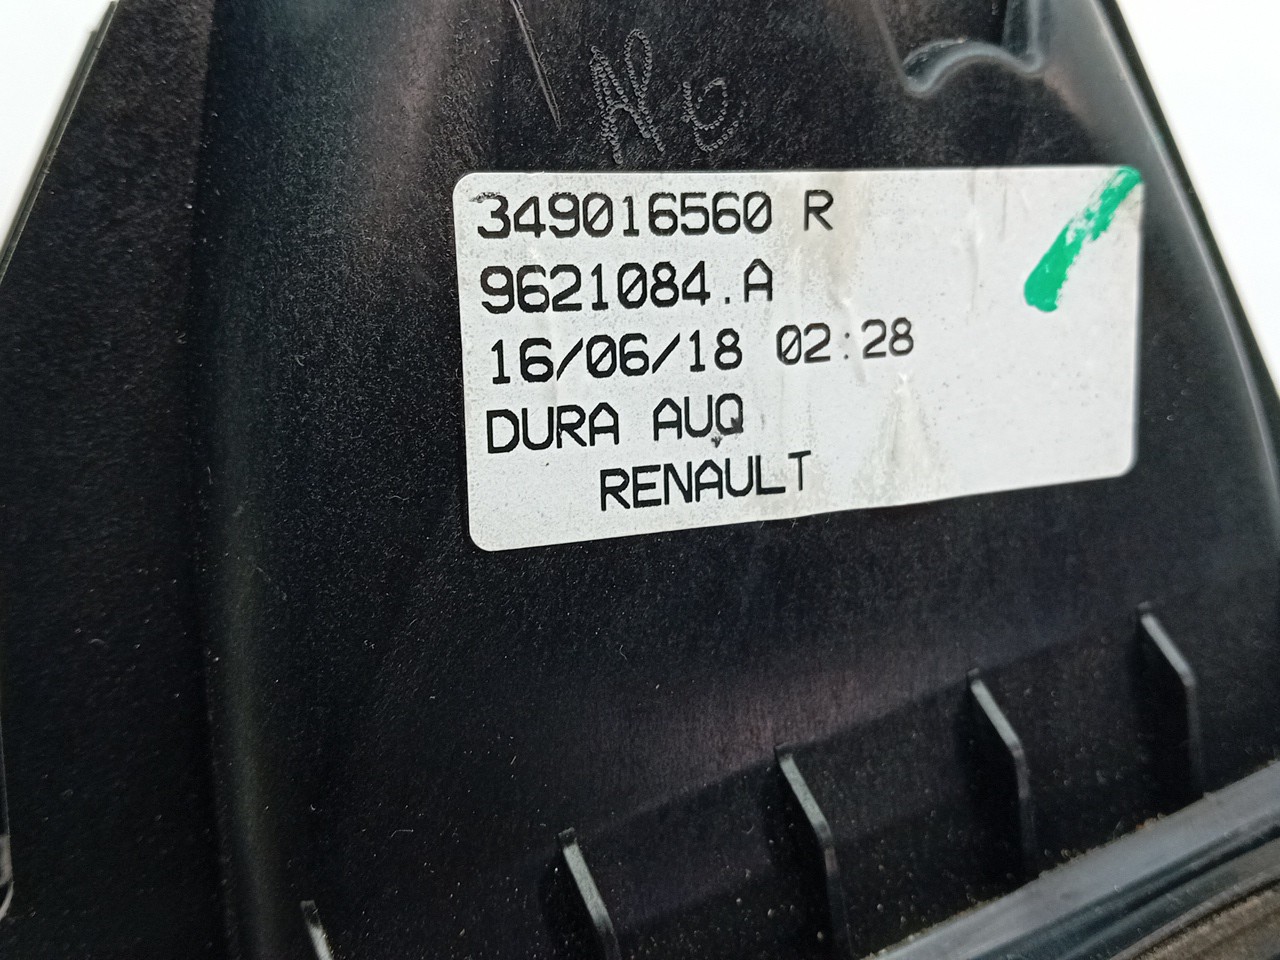 349016560 R
9621084.A
16/06/18 02:28
DURA AUQ
RENAULT